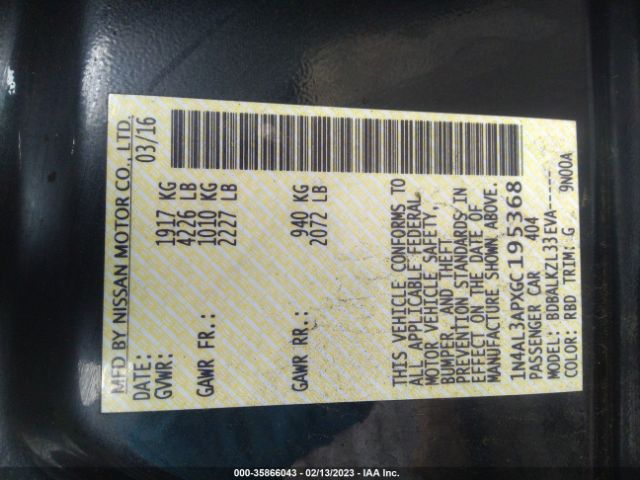 MFD BY NISSAN MOTOR CO., LTD.
DATE: 03/16
GVWR: 1917 KG
4226 LB
GAWR FR.: 1010 KG
2227 LB
GAWR RR.: 940 KG
2072 LB
THIS VEHICLE CONFORMS TO
ALL APPLICABLE FEDERAL
MOTOR VEHICLE SAFETY,
BUMPER AND THEFT
PREVENTION STANDARDS IN
EFFECT ON THE DATE OF
MANUFACTURE SHOWN ABOVE.
1N4AL3APXGC195368
PASSENGER CAR 404
MODEL: BDBALKZL33EVA-----
COLOR: RBD TRIM: G 9N00A
000-35866043 - 02/13/2023 - IAA Inc.